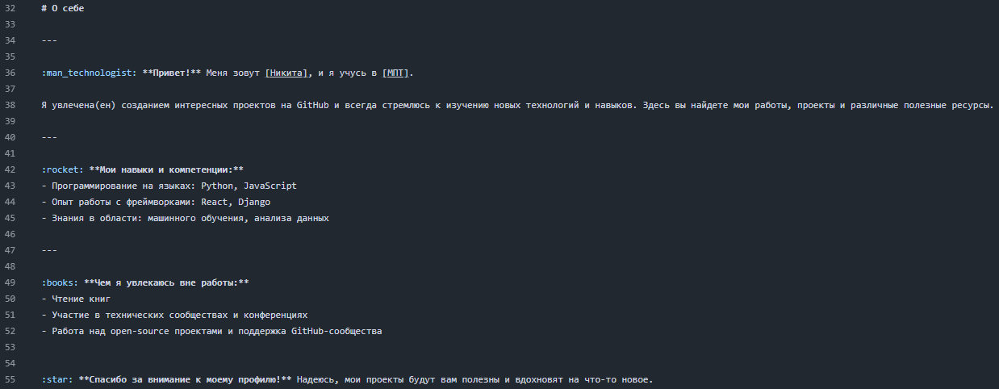 32 # О себе
33
34 ---
35
36 :man_technologist: **Привет!** Меня зовут [Никита], и я учусь в [МПТ].
37
38 Я увлечена(ен) созданием интересных проектов на GitHub и всегда стремлюсь к изучению новых технологий и навыков. Здесь вы найдете мои работы, проекты и различные полезные ресурсы.
39
40 ---
41
42 :rocket: **Мои навыки и компетенции:**
43 - Программирование на языках: Python, JavaScript
44 - Опыт работы с фреймворками: React, Django
45 - Знания в области: машинного обучения, анализа данных
46
47 ---
48
49 :books: **Чем я увлекаюсь вне работы:**
50 - Чтение книг
51 - Участие в технических сообществах и конференциях
52 - Работа над open-source проектами и поддержка GitHub-сообщества
53
54
55 :star: **Спасибо за внимание к моему профилю!** Надеюсь, мои проекты будут вам полезны и вдохновят на что-то новое.